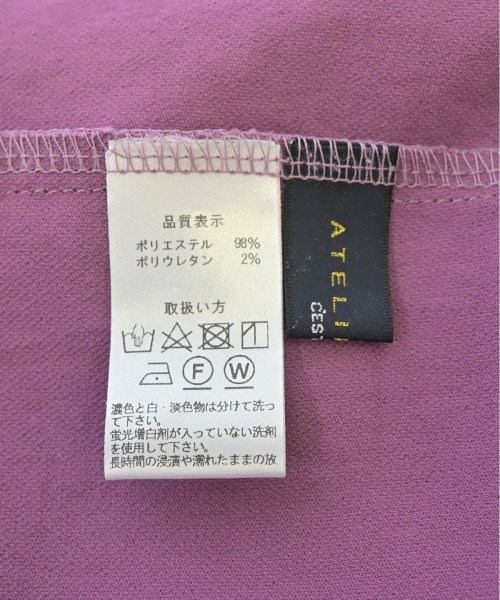 品質表示
ポリエステル 98%
ポリウレタン 2%
取扱い方
F W
濃色と白・淡色物は分けて洗っ
て下さい。
蛍光増白剤が入っていない洗剤
を使用して下さい。
長時間の浸漬や濡れたままの放
ATELI